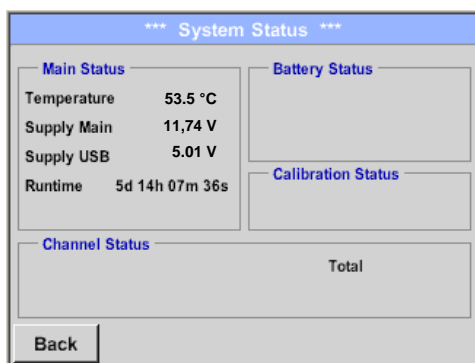 *** System Status ***
Main Status
Temperature 53.5 °C
Supply Main 11,74 V
Supply USB 5.01 V
Runtime 5d 14h 07m 36s
Battery Status
Calibration Status
Channel Status
Total
Back